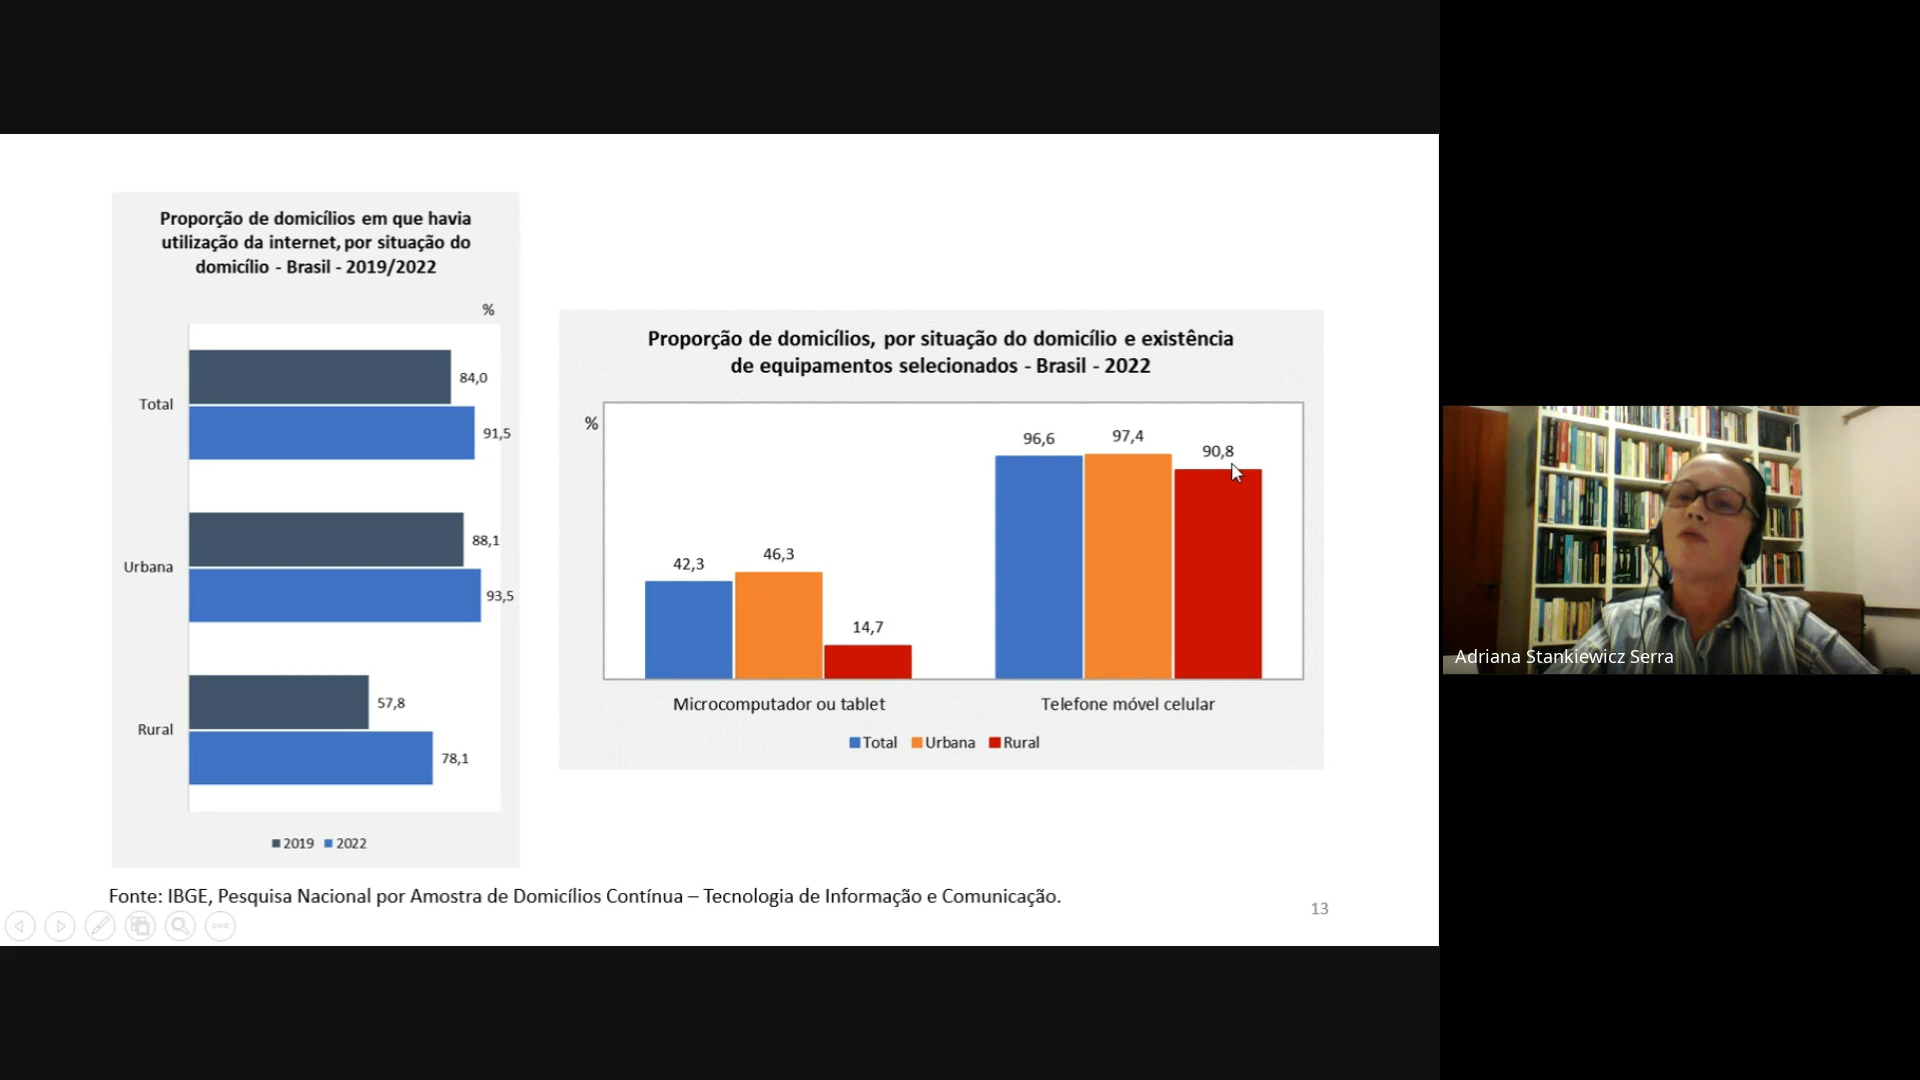 Proporção de domicílios em que havia
utilização da internet, por situação do
domicílio - Brasil - 2019/2022
%
Total
84,0
91,5
Urbana
88,1
93,5
Rural
57,8
78,1
2019 2022
Proporção de domicílios, por situação do domicílio e existência
de equipamentos selecionados - Brasil - 2022
%
42,3
46,3
14,7
96,6
97,4
90,8
Microcomputador ou tablet
Telefone móvel celular
Total Urbana Rural
Fonte: IBGE, Pesquisa Nacional por Amostra de Domicílios Contínua – Tecnologia de Informação e Comunicação.
13
Adriana Stankiewicz Serra